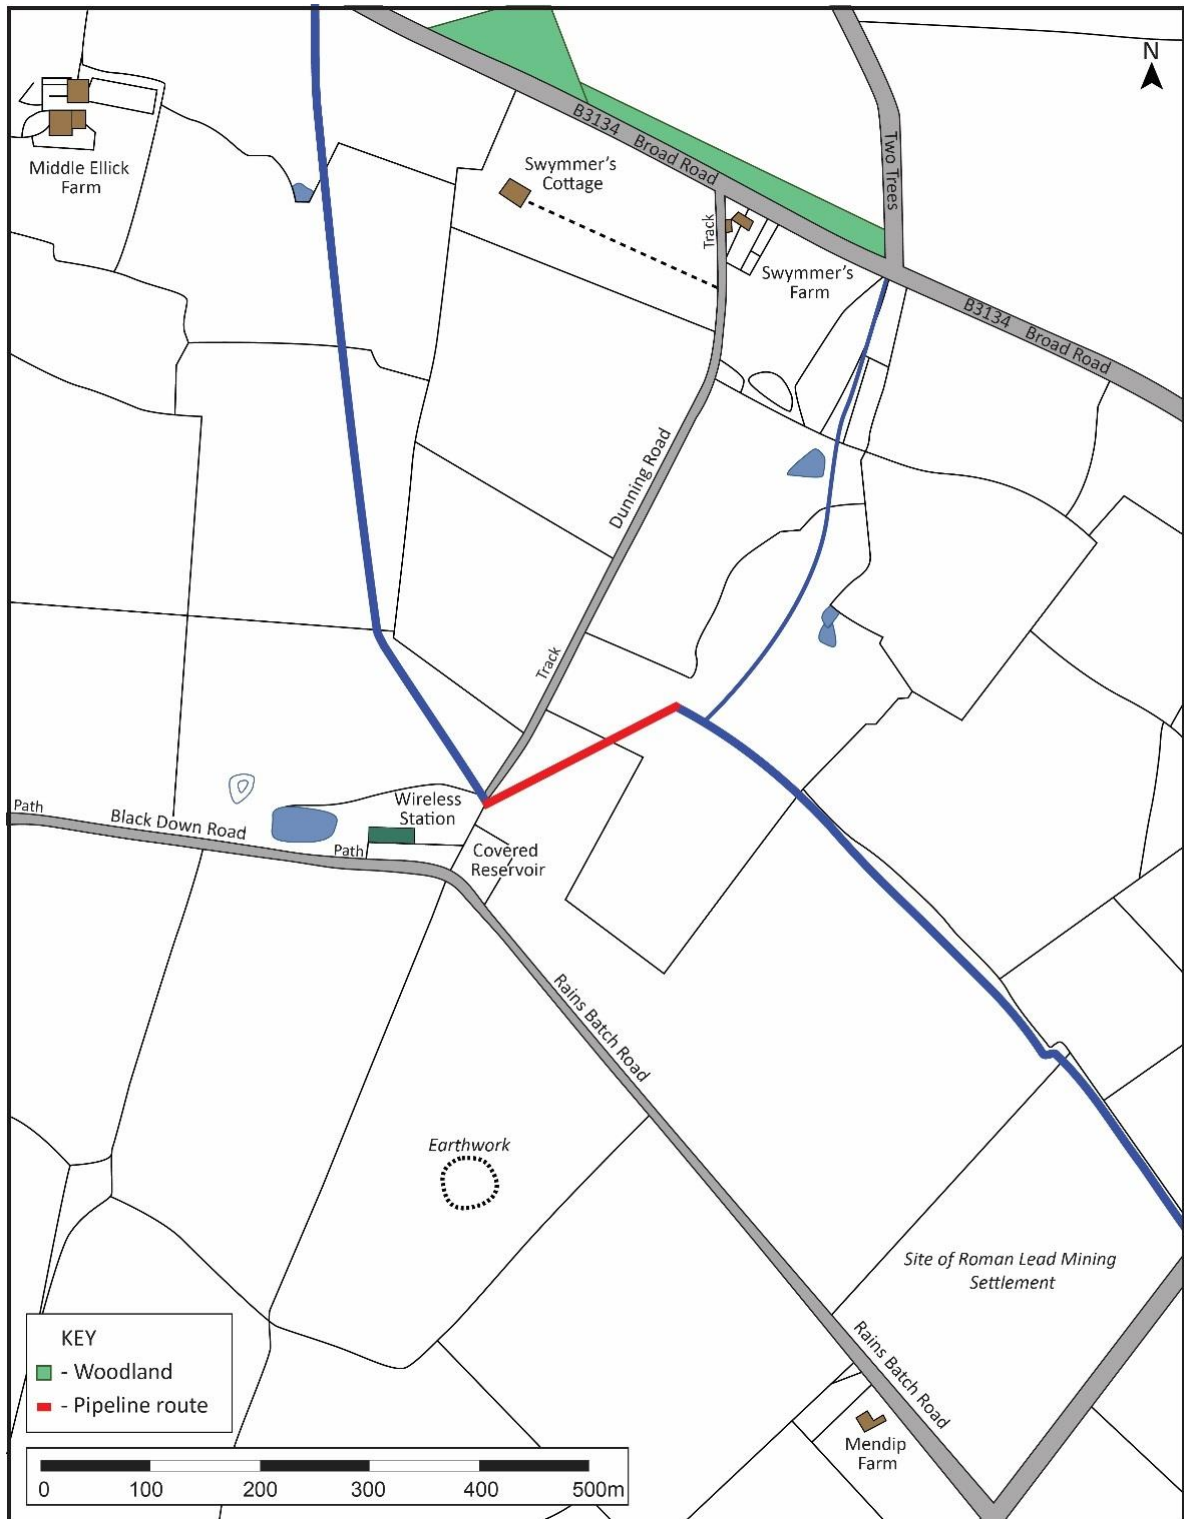 N
B3134 Broad Road
Two Trees
Swymmer's
Cottage
Middle Ellick
Farm
Track
Swymmer's
Farm
B3134 Broad Road
Dunning Road
Track
Path
Black Down Road
Wireless
Station
Path
Covered
Reservoir
Rains Batch Road
Earthwork
Site of Roman Lead Mining
Settlement
Rains Batch Road
Mendip
Farm
KEY
- Woodland
- Pipeline route
0 100 200 300 400 500m